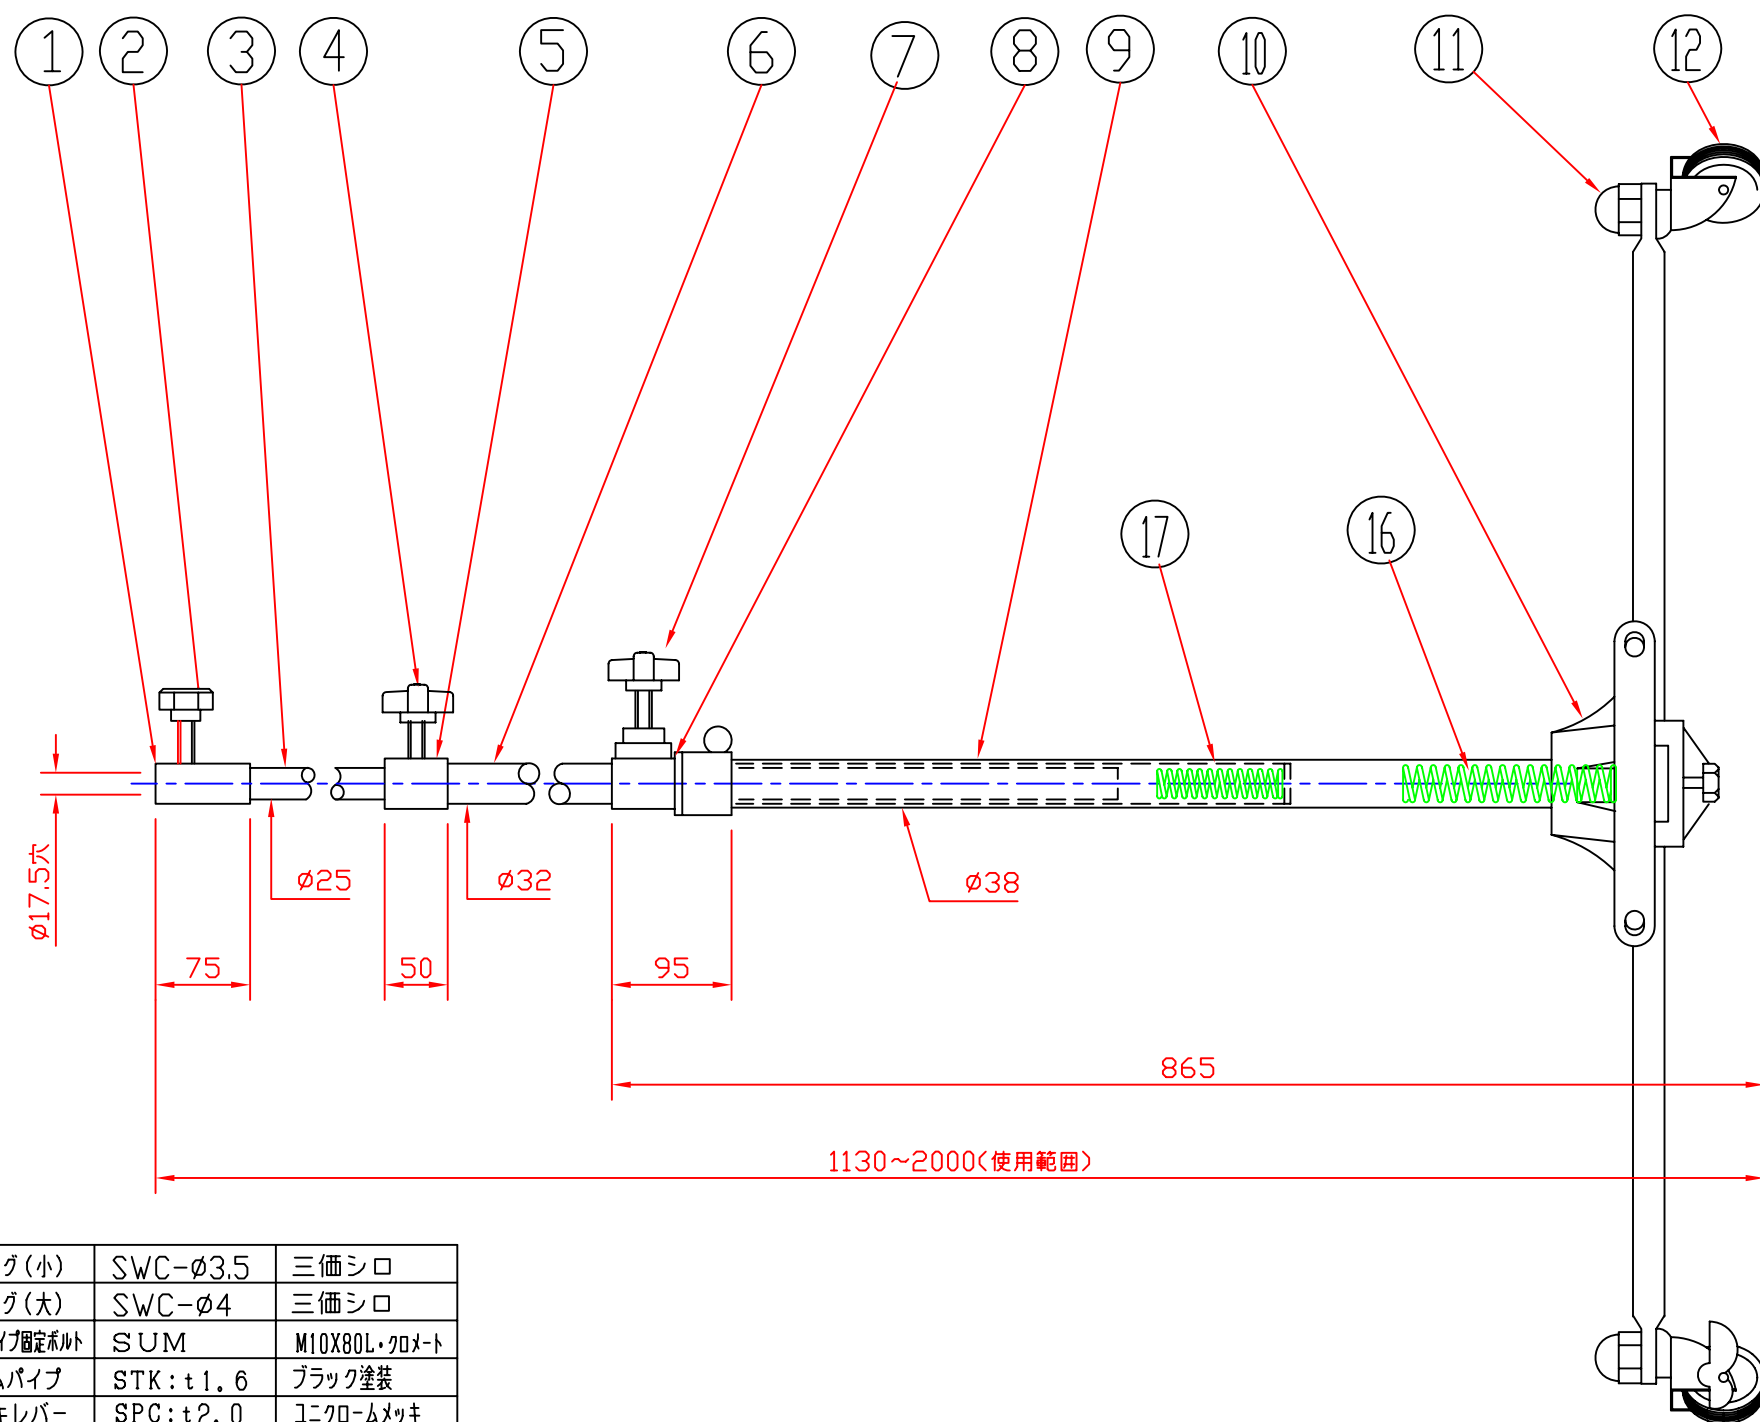 1 2 3 4 5 6 7 8 9 10 11 12
17 16
ø17.5穴
ø25 ø32 ø38
75 50 95
865
1130~2000(使用範囲)
グ(小) SWC-ø3.5 三価シロ
グ(大) SWC-ø4 三価シロ
イプ固定ボルト SUM M10X80L・クロメート
ムパイプ STK:t1.6 ブラック塗装
レバー SPC:t2.0 ユニクロームメッキ